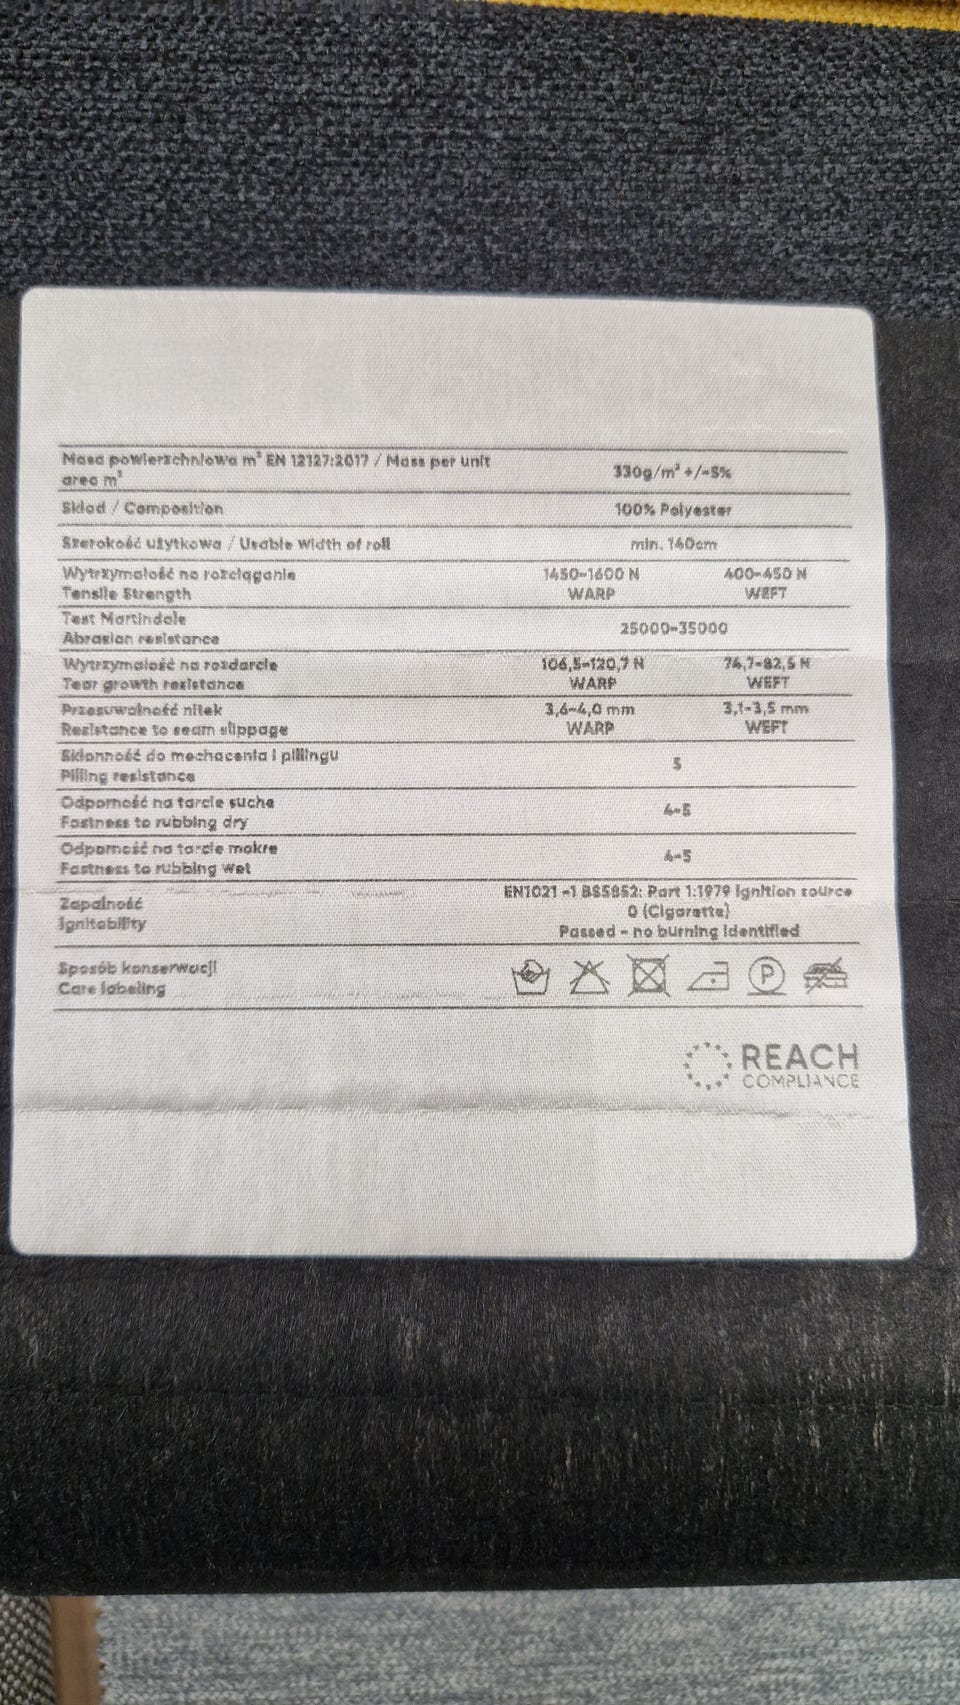 Masa powierzchniowa m² EN 12127:2017 / Mass per unit
area m²
330g/m² +/-5%
Skład / Composition
100% Polyester
Szerokość użytkowa / Usable width of roll
min. 140cm
Wytrzymałość na rozciąganie
Tensile Strength
1450-1600 N
WARP
400-450 N
WEFT
Test Martindale
Abrasion resistance
25000-35000
Wytrzymałość na rozdarcie
Tear growth resistance
106,5-120,7 N
WARP
74,7-82,5 N
WEFT
Przesuwalność nitek
Resistance to seam slippage
3,6-4,0 mm
WARP
3,1-3,5 mm
WEFT
Skłonność do mechacenia i pillingu
Pilling resistance
5
Odporność na tarcie suche
Fastness to rubbing dry
4-5
Odporność na tarcie mokre
Fastness to rubbing wet
4-5
Zapalność
Ignitability
EN1021 -1 BS5852: Part 1:1979 ignition source
0 (Cigarette)
Passed - no burning identified
Sposób konserwacji
Care labeling
P
REACH
COMPLIANCE